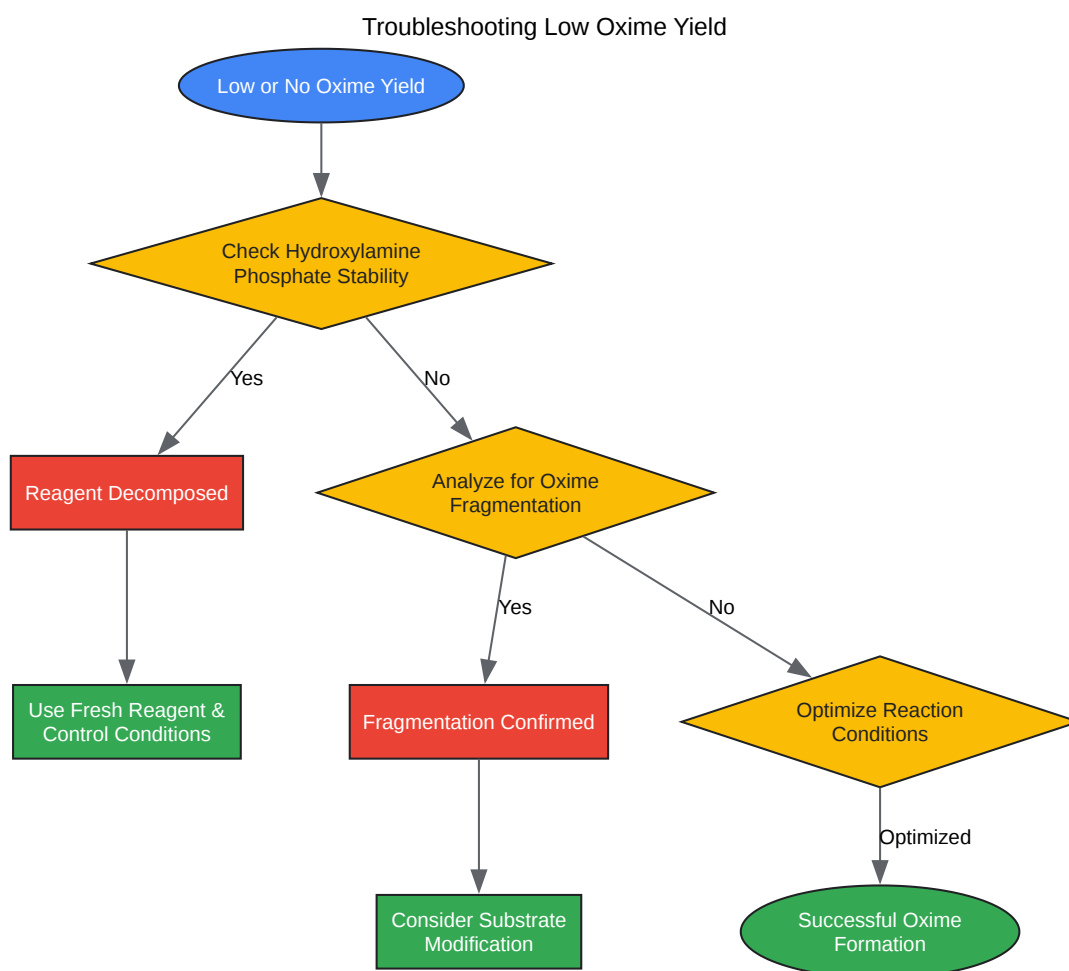 Troubleshooting Low Oxime Yield
Low or No Oxime Yield
Check Hydroxylamine
Phosphate Stability
Yes
No
Reagent Decomposed
Analyze for Oxime
Fragmentation
Yes
No
Use Fresh Reagent &
Control Conditions
Fragmentation Confirmed
Optimize Reaction
Conditions
Optimized
Consider Substrate
Modification
Successful Oxime
Formation